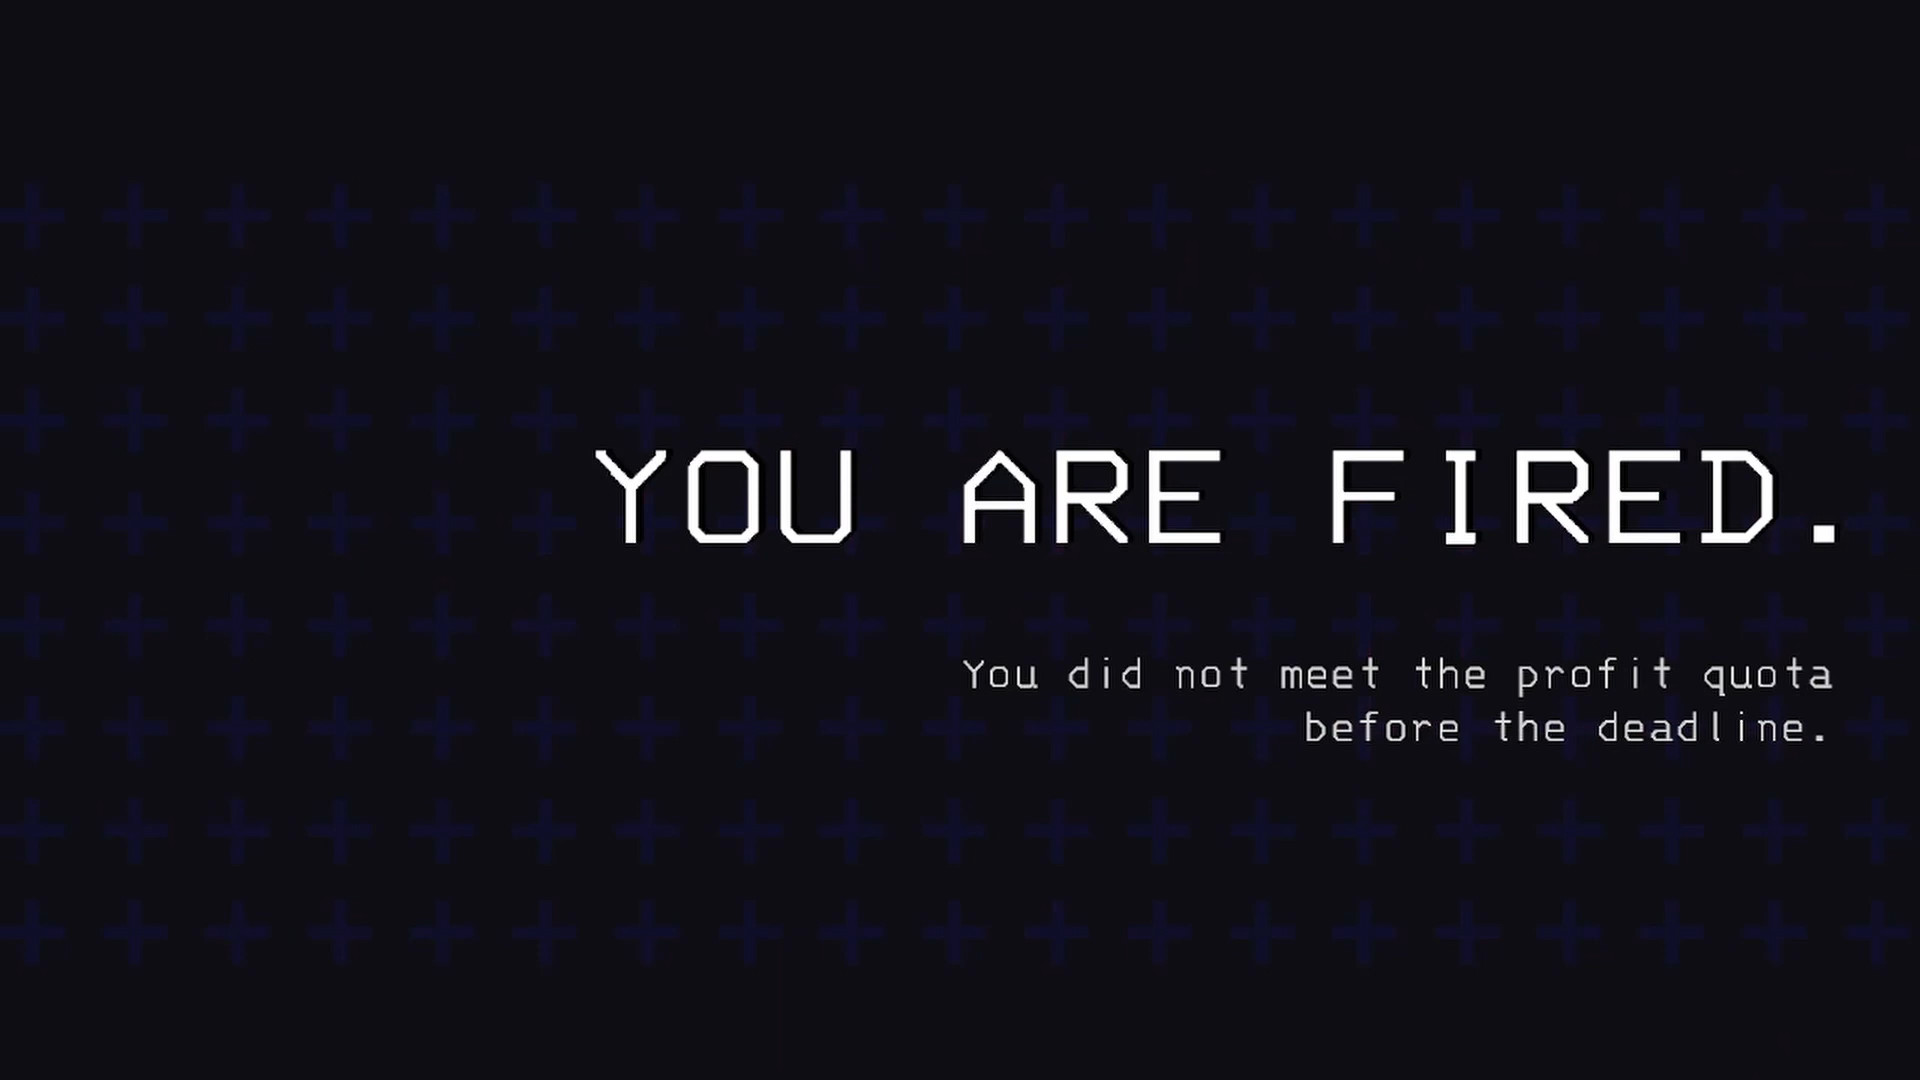 YOU ARE FIRED.
You did not meet the profit quota
before the deadline.